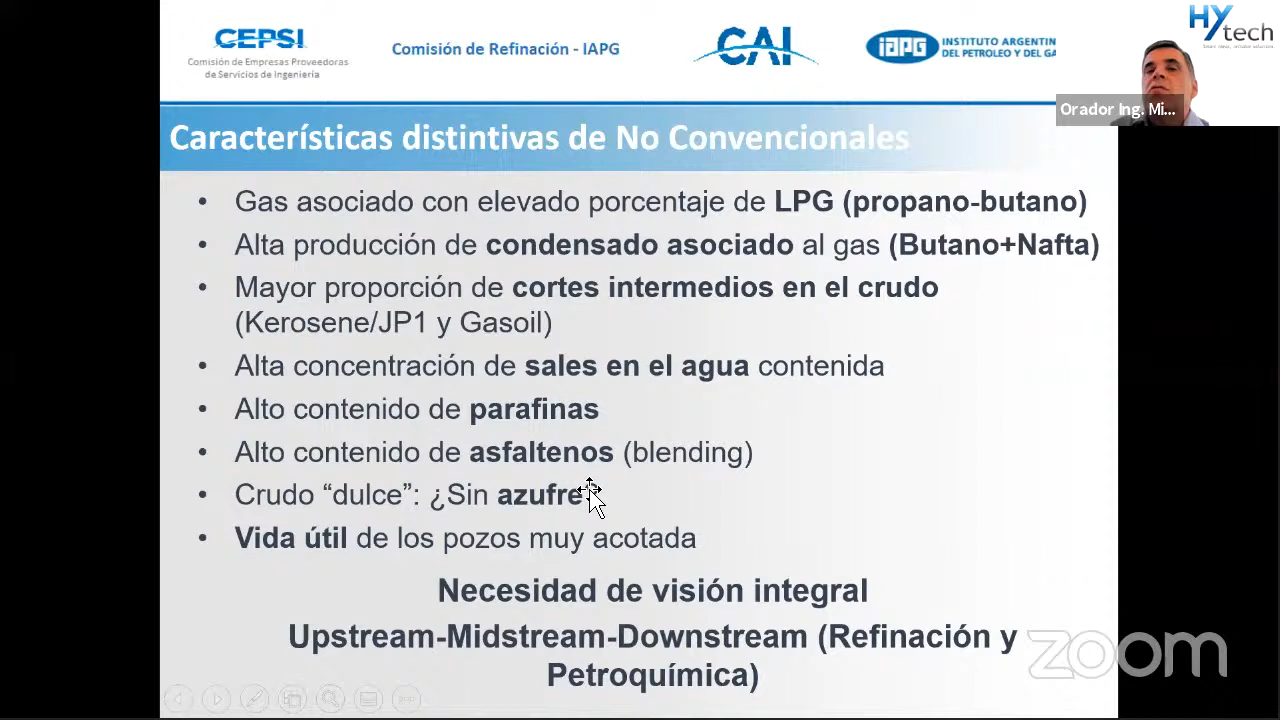 CEPSI
Comisión de Empresas Proveedoras
de Servicios de Ingeniería
Comisión de Refinación - IAPG
CAI
iapg
INSTITUTO ARGENTIN
DEL PETROLEO Y DEL GA
HYtech
Orador Ing. Mi...
Características distintivas de No Convencionales
• Gas asociado con elevado porcentaje de LPG (propano-butano)
• Alta producción de condensado asociado al gas (Butano+Nafta)
• Mayor proporción de cortes intermedios en el crudo
(Kerosene/JP1 y Gasoil)
• Alta concentración de sales en el agua contenida
• Alto contenido de parafinas
• Alto contenido de asfaltenos (blending)
• Crudo “dulce”: ¿Sin azufre?
• Vida útil de los pozos muy acotada
Necesidad de visión integral
Upstream-Midstream-Downstream (Refinación y
Petroquímica)
zoom